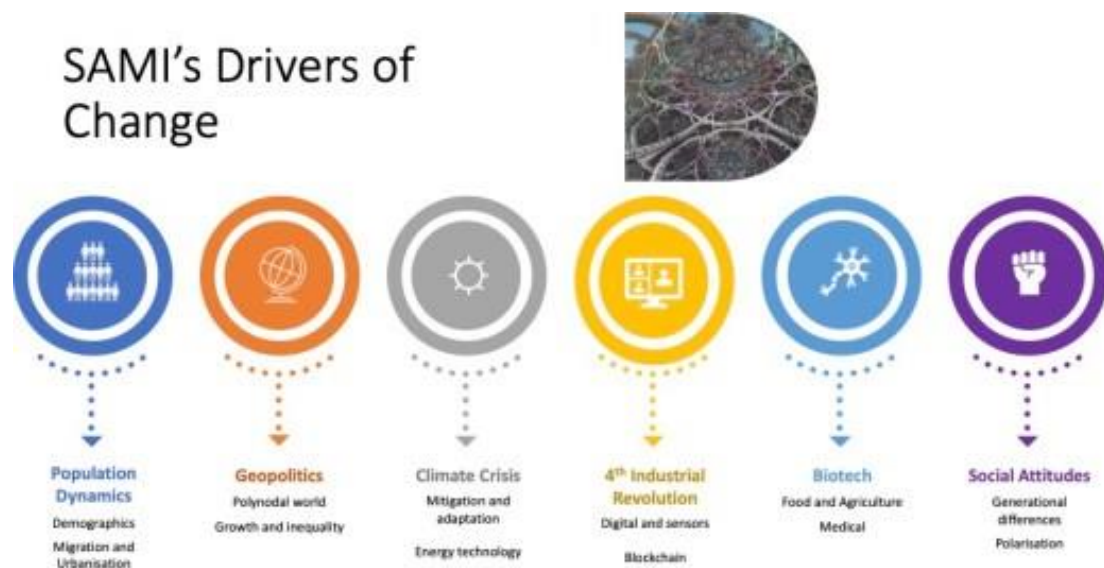 SAMI's Drivers of
Change
Population
Dynamics
Demographics
Migration and
Urbanisation
Geopolitics
Polynodal world
Growth and inequality
Climate Crisis
Mitigation and
adaptation
Energy technology
4th Industrial
Revolution
Digital and sensors
Blockchain
Biotech
Food and Agriculture
Medical
Social Attitudes
Generational
differences
Polarisation